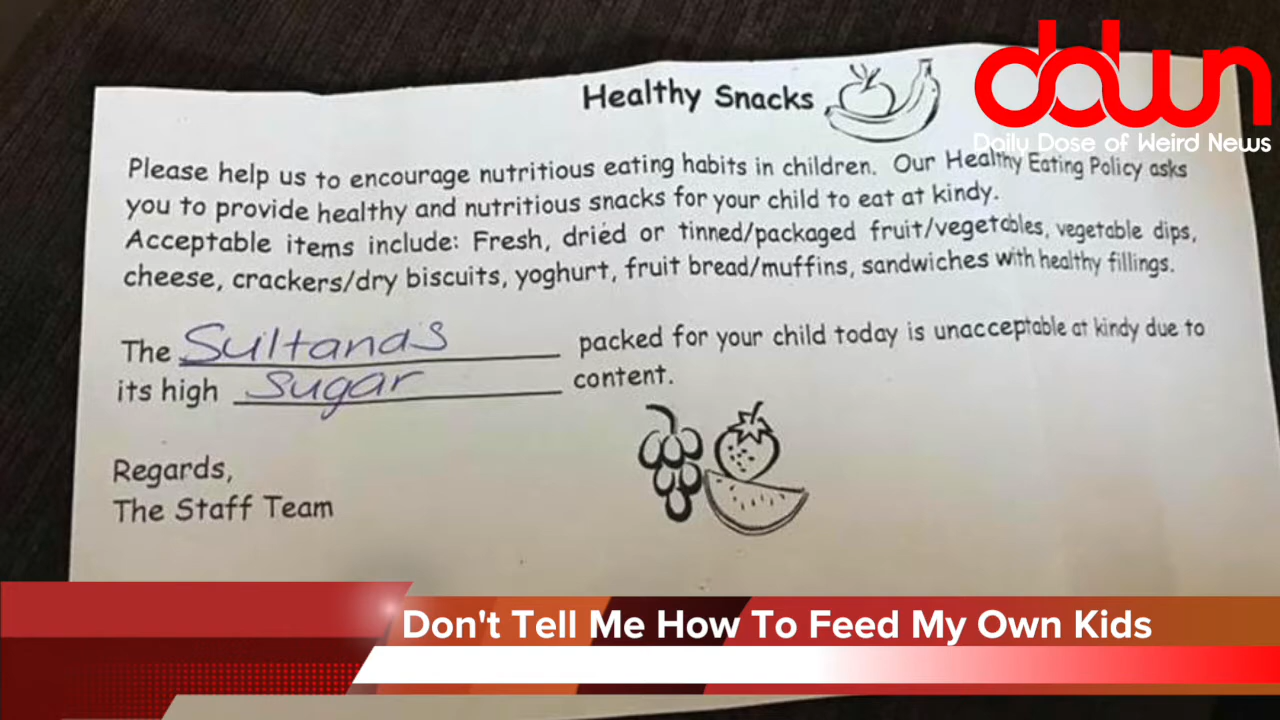 Healthy Snacks
down
Daily Dose of Weird News
Please help us to encourage nutritious eating habits in children. Our Healthy Eating Policy asks
you to provide healthy and nutritious snacks for your child to eat at kindy.
Acceptable items include: Fresh, dried or tinned/packaged fruit/vegetables, vegetable dips,
cheese, crackers/dry biscuits, yoghurt, fruit bread/muffins, sandwiches with healthy fillings.
The Sultanas packed for your child today is unacceptable at kindy due to
its high sugar content.
Regards,
The Staff Team
Don't Tell Me How To Feed My Own Kids